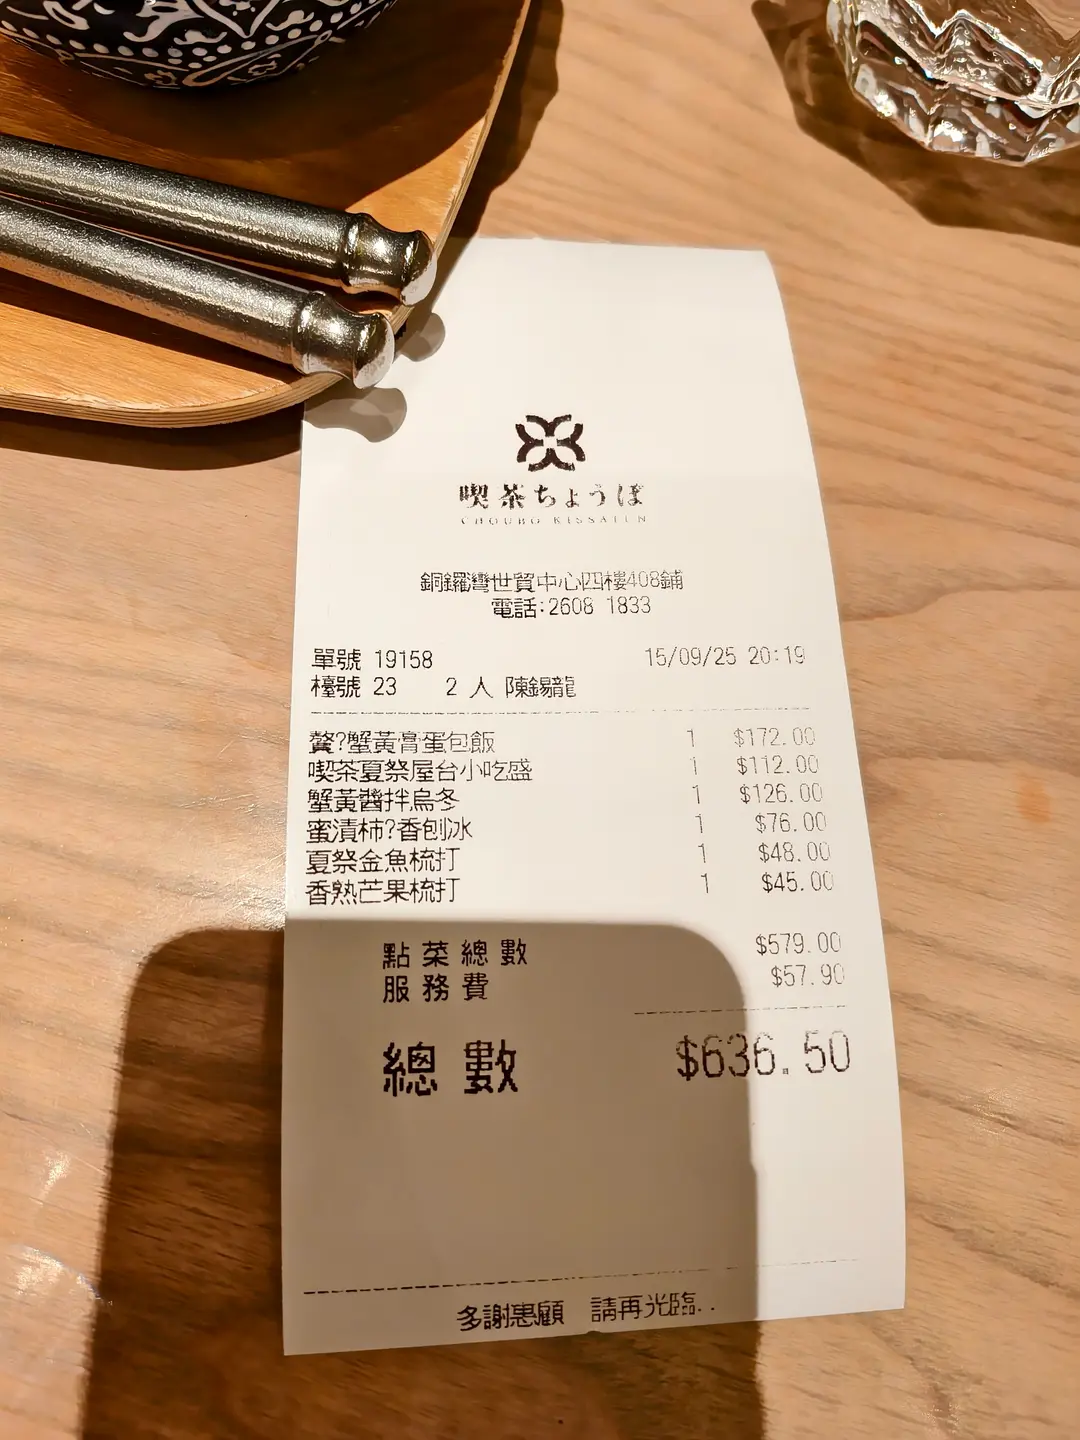 喫茶ちょうぼ
CHOUBO KISSATEN
銅鑼灣世貿中心四樓408鋪
電話:2608 1833
單號 19158 15/09/25 20:19
檯號 23 2 人 陳錫龍
贅?蟹黃膏蛋包飯 1 $172.00
喫茶夏祭屋台小吃盛 1 $112.00
蟹黃醬拌烏冬 1 $126.00
蜜漬柿?香刨冰 1 $76.00
夏祭金魚梳打 1 $48.00
香熟芒果梳打 1 $45.00
點菜總數 $579.00
服務費 $57.90
總數 $636.50
多謝惠顧 請再光臨..